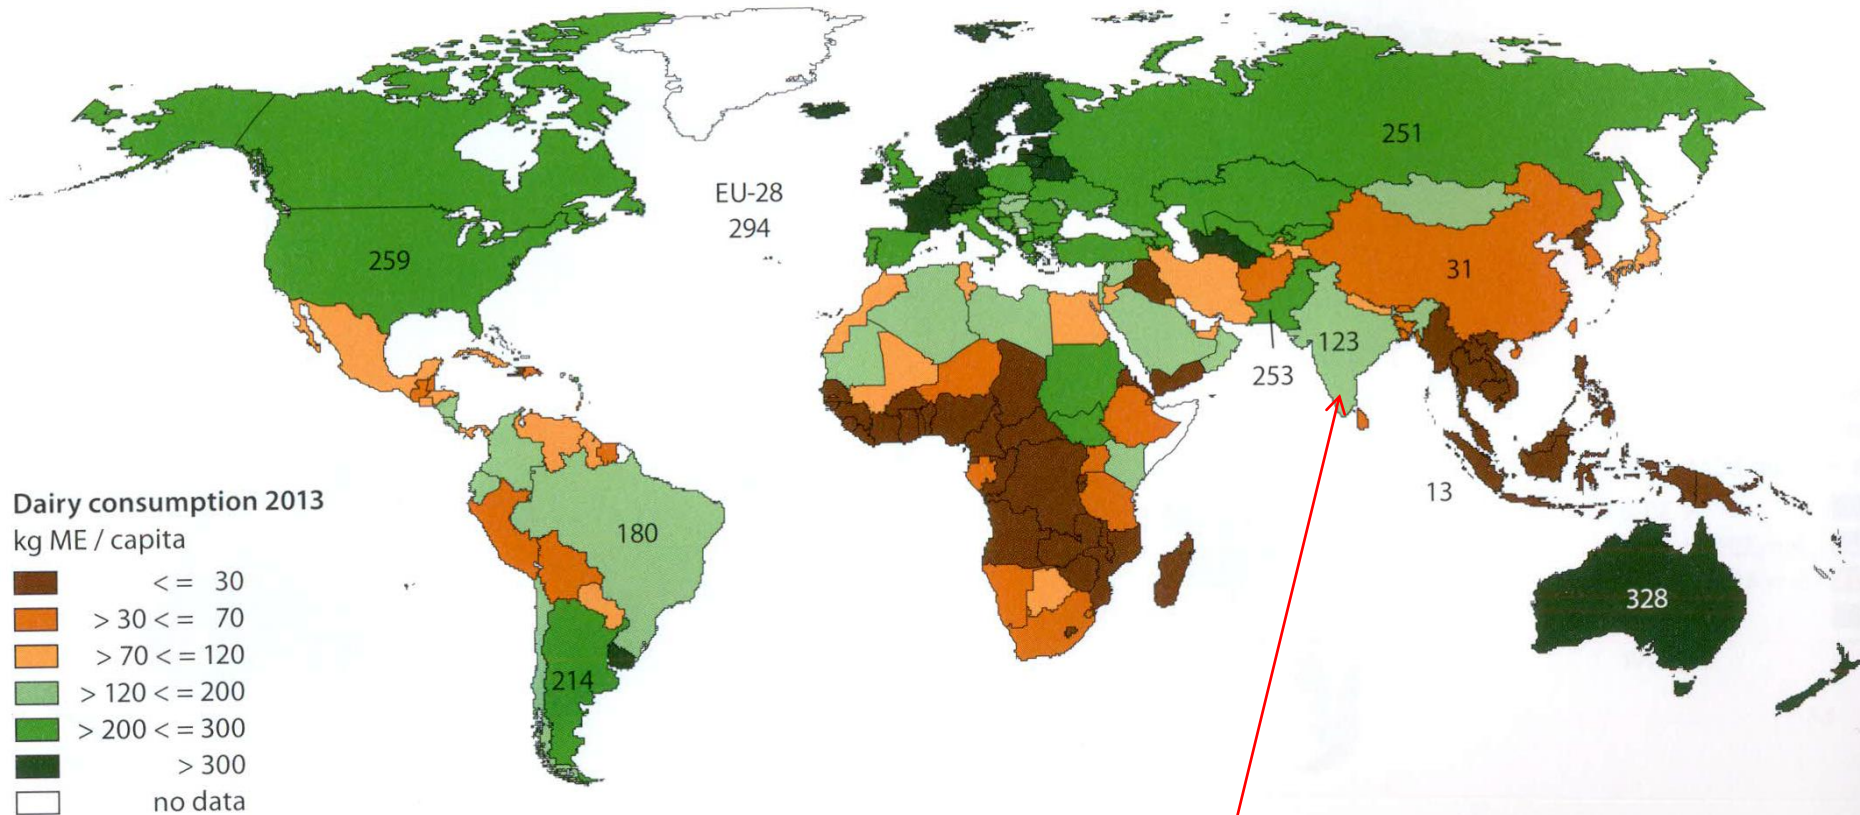 251
EU-28
294
259
31
123
253
Dairy consumption 2013
kg ME / capita
13
180
< = 30
> 30 < = 70
328
> 70 < = 120
214
> 120 < = 200
> 200 < = 300
> 300
no data